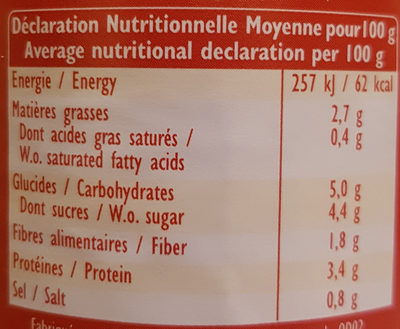 Déclaration Nutritionnelle Moyenne pour 100 g
Average nutritional declaration per 100 g
Energie / Energy 257 kJ / 62 kcal
Matières grasses 2,7 g
Dont acides gras saturés / 0,4 g
W.o. saturated fatty acids
Glucides / Carbohydrates 5,0 g
Dont sucres / W.o. sugar 4,4 g
Fibres alimentaires / Fiber 1,8 g
Protéines / Protein 3,4 g
Sel / Salt 0,8 g